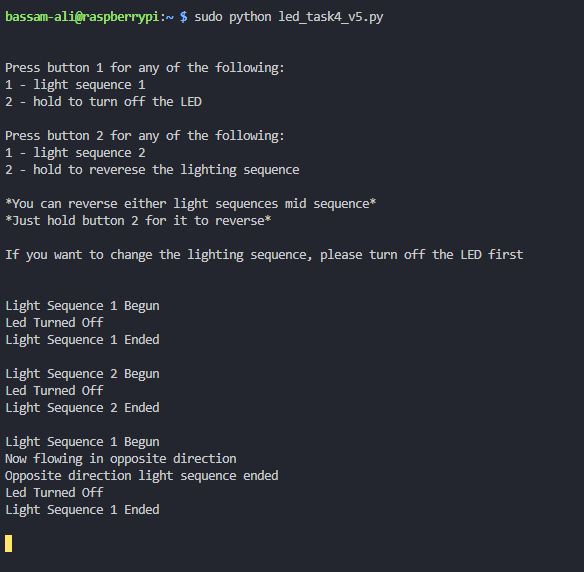 bassam-ali@raspberrypi:~ $ sudo python led_task4_v5.py
Press button 1 for any of the following:
1 - light sequence 1
2 - hold to turn off the LED
Press button 2 for any of the following:
1 - light sequence 2
2 - hold to reverese the lighting sequence
*You can reverse either light sequences mid sequence*
*Just hold button 2 for it to reverse*
If you want to change the lighting sequence, please turn off the LED first
Light Sequence 1 Begun
Led Turned Off
Light Sequence 1 Ended
Light Sequence 2 Begun
Led Turned Off
Light Sequence 2 Ended
Light Sequence 1 Begun
Now flowing in opposite direction
Opposite direction light sequence ended
Led Turned Off
Light Sequence 1 Ended